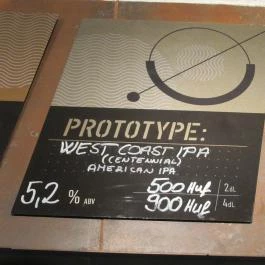 PROTOTYPE:
WEST COAST IPA
(CENTENNIAL)
AMERICAN IPA
5,2 % ABV
500 Huf 2dL
900 Huf 4dL